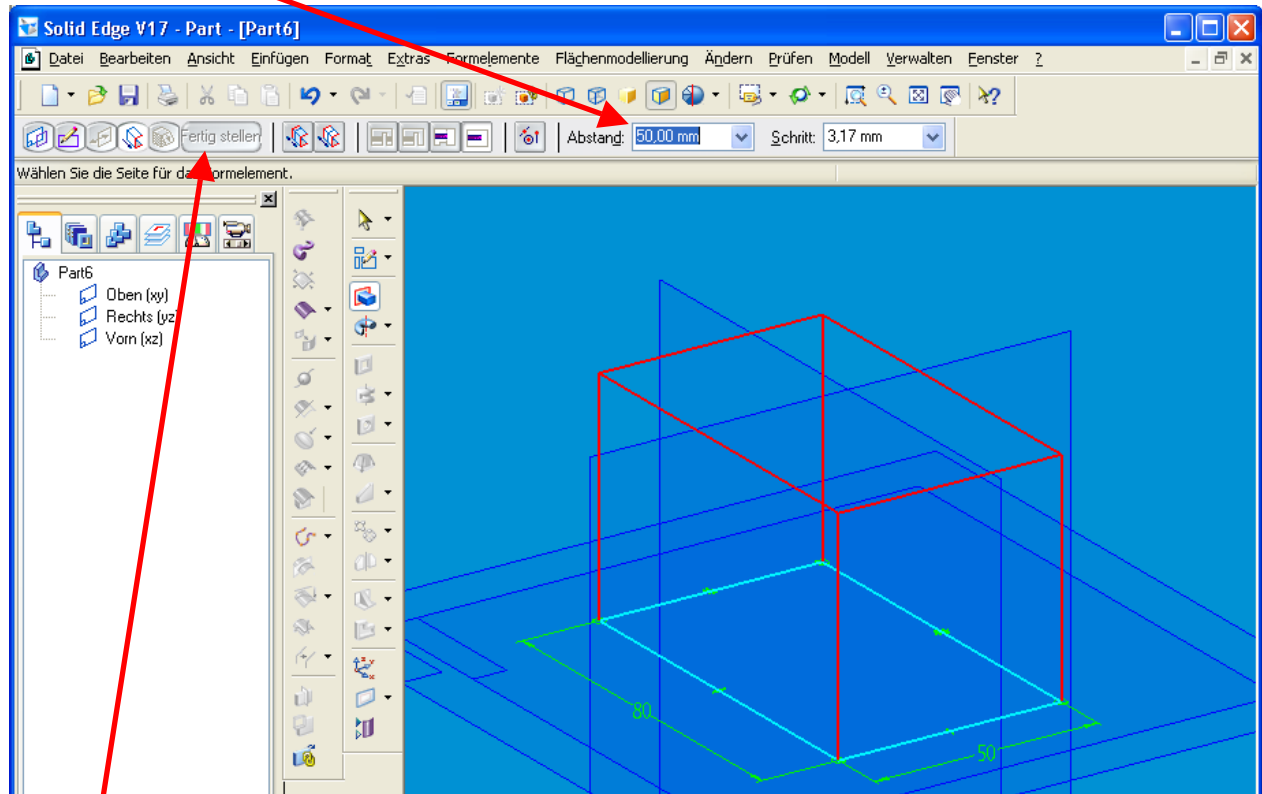 Solid Edge V17 - Part - [Part6]
Datei Bearbeiten Ansicht Einfügen Format Extras Formelemente Flächenmodellierung Ändern Prüfen Modell Verwalten Fenster ?
Fertig stellen Abstand: 50,00 mm Schritt: 3,17 mm
Wählen Sie die Seite für das Formelement.
Part6
Oben (xy)
Rechts (yz)
Vorn (xz)
80
50